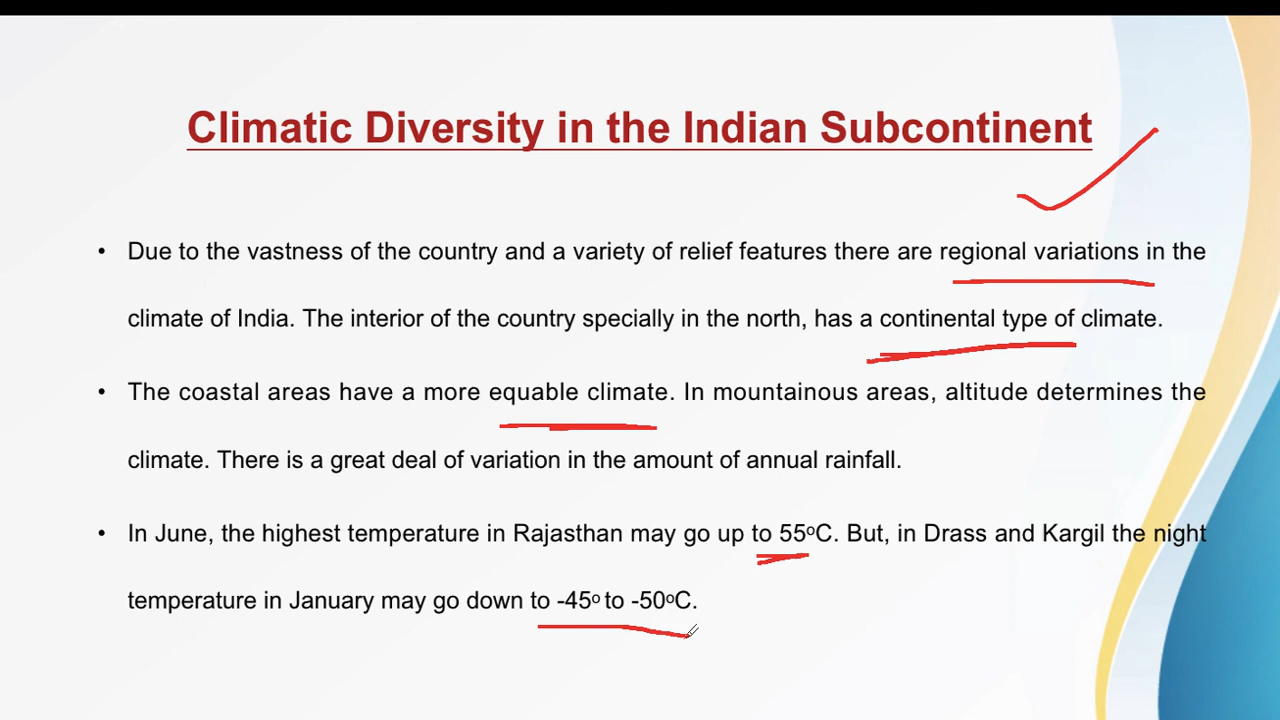 Climatic Diversity in the Indian Subcontinent
• Due to the vastness of the country and a variety of relief features there are regional variations in the
climate of India. The interior of the country specially in the north, has a continental type of climate.
• The coastal areas have a more equable climate. In mountainous areas, altitude determines the
climate. There is a great deal of variation in the amount of annual rainfall.
• In June, the highest temperature in Rajasthan may go up to 55ºC. But, in Drass and Kargil the night
temperature in January may go down to -45º to -50ºC.